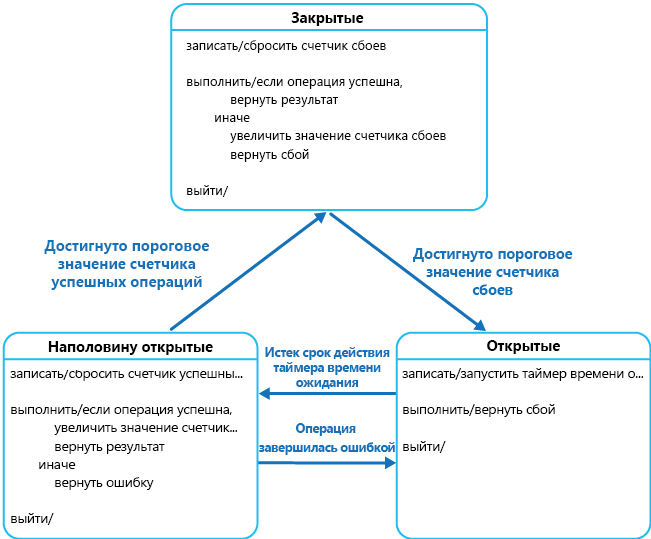 Закрытые
записать/сбросить счетчик сбоев
выполнить/если операция успешна,
вернуть результат
иначе
увеличить значение счетчика сбоев
вернуть сбой
выйти/
Достигнуто пороговое
значение счетчика
успешных операций
Достигнуто пороговое
значение счетчика
сбоев
Наполовину открытые
записать/сбросить счетчик успешны...
выполнить/если операция успешна,
увеличить значение счетчик...
вернуть результат
иначе
вернуть ошибку
выйти/
Истек срок действия
таймера времени
ожидания
Операция
завершилась ошибкой
Открытые
записать/запустить таймер времени о...
выполнить/вернуть сбой
выйти/